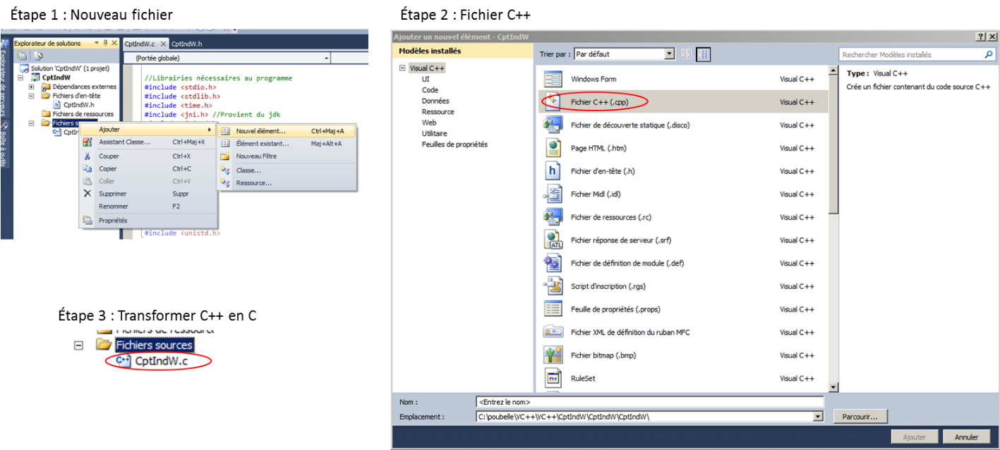 Étape 1 : Nouveau fichier
Explorateur de solutions
Solution 'CptIndW' (1 projet)
CptIndW
Dépendances externes
Fichiers d'en-tête
CptIndW.h
Fichiers de ressources
Fichiers s
CptIn
Explorateur de serveurs
Boîte à outils
CptIndW.c
CptIndW.h
(Portée globale)
//Librairies nécessaires au programme
#include <stdio.h>
#include <stdlib.h>
#include <time.h>
#include <jni.h> //Provient du jdk
#include <unistd.h>
Ajouter
Assistant Classe... Ctrl+Maj+X
Couper Ctrl+X
Copier Ctrl+C
Coller Ctrl+V
Supprimer Suppr
Renommer F2
Propriétés
Nouvel élément... Ctrl+Maj+A
Élément existant... Maj+Alt+A
Nouveau Filtre
Classe...
Ressource...
Étape 2 : Fichier C++
Ajouter un nouvel élément - CptIndW
Modèles installés
Visual C++
UI
Code
Données
Ressource
Web
Utilitaire
Feuilles de propriétés
Trier par : Par défaut
Rechercher Modèles installés
Windows Form Visual C++
Fichier C++ (.cpp) Visual C++
Fichier de découverte statique (.disco) Visual C++
Page HTML (.htm) Visual C++
Fichier d'en-tête (.h) Visual C++
Fichier Midl (.idl) Visual C++
Fichier de ressources (.rc) Visual C++
Fichier réponse de serveur (.srf) Visual C++
Fichier de définition de module (.def) Visual C++
Script d'inscription (.rgs) Visual C++
Feuille de propriétés (.props) Visual C++
Fichier XML de définition du ruban MFC Visual C++
Fichier bitmap (.bmp) Visual C++
RuleSet Visual C++
Type : Visual C++
Crée un fichier contenant du code source C++
Nom : <Entrez le nom>
Emplacement : C:\poubelle\VC++\VC++\CptIndW\CptIndW\CptIndW\
Parcourir...
Ajouter Annuler
Étape 3 : Transformer C++ en C
Fichiers sources
CptIndW.c